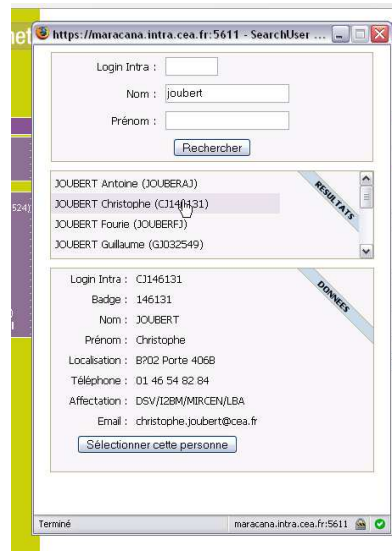 https://maracana.intra.cea.fr:5611 - SearchUser ...
net
Login Intra :
Nom : joubert
Prénom :
Rechercher
RESULTATS
JOUBERT Antoine (JOUBERAJ)
JOUBERT Christophe (CJ146131)
524)
JOUBERT Fourie (JOUBERFJ)
JOUBERT Guillaume (GJ032549)
DONNEES
Login Intra : CJ146131
Badge : 146131
Nom : JOUBERT
Prénom : Christophe
Localisation : B?02 Porte 406B
Téléphone : 01 46 54 82 84
Affectation : DSV/I2BM/MIRCEN/LBA
Email : christophe.joubert@cea.fr
Sélectionner cette personne
Terminé
maracana.intra.cea.fr:5611